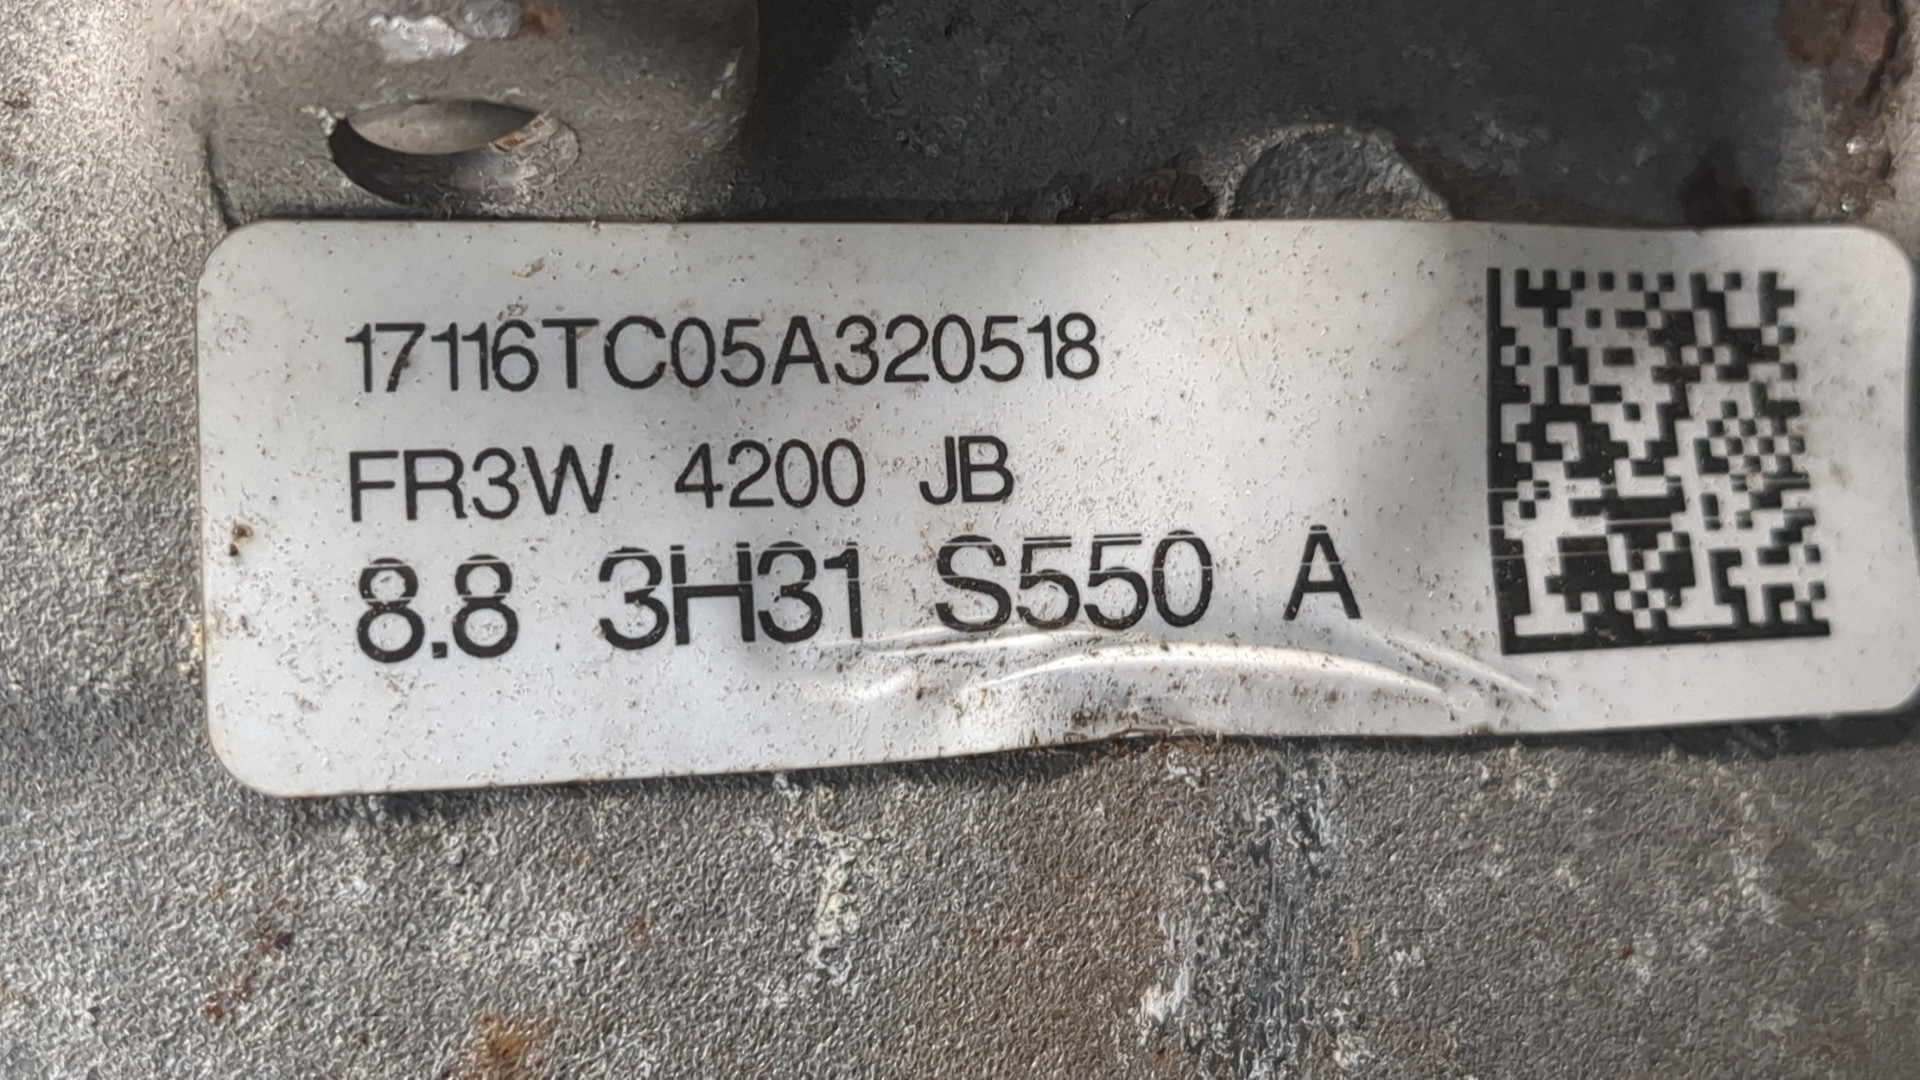 17116TC05A320518
FR3W 4200 JB
8.8 3H31 S550 A